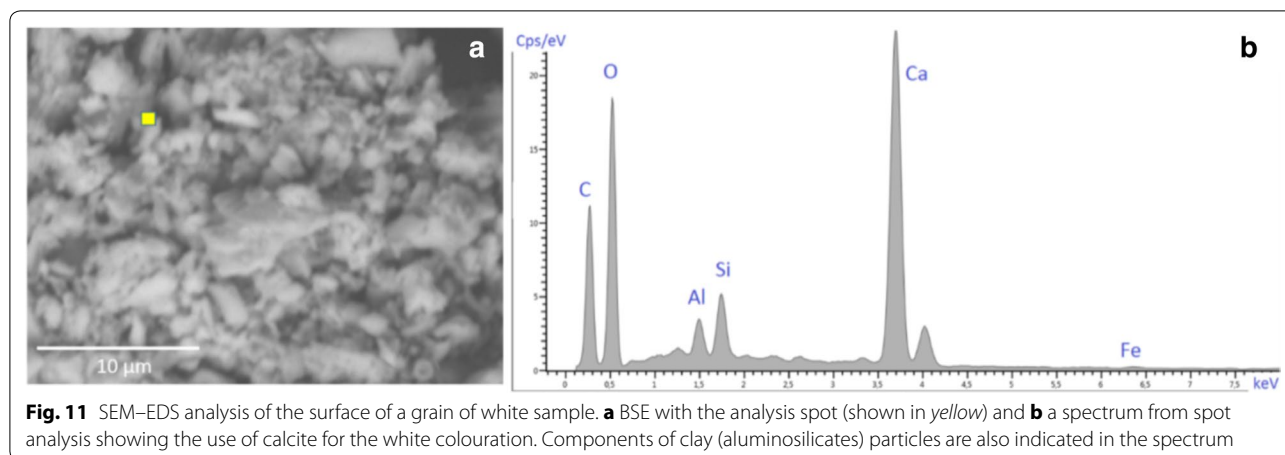 a
10 µm
Cps/eV
b
20
15
10
5
0
C
O
Al
Si
Ca
Fe
0 0,5 1 1,5 2 2,5 3 3,5 4 4,5 5 5,5 6 6,5 7 7,5 keV
Fig. 11 SEM–EDS analysis of the surface of a grain of white sample. a BSE with the analysis spot (shown in yellow) and b a spectrum from spot
analysis showing the use of calcite for the white colouration. Components of clay (aluminosilicates) particles are also indicated in the spectrum